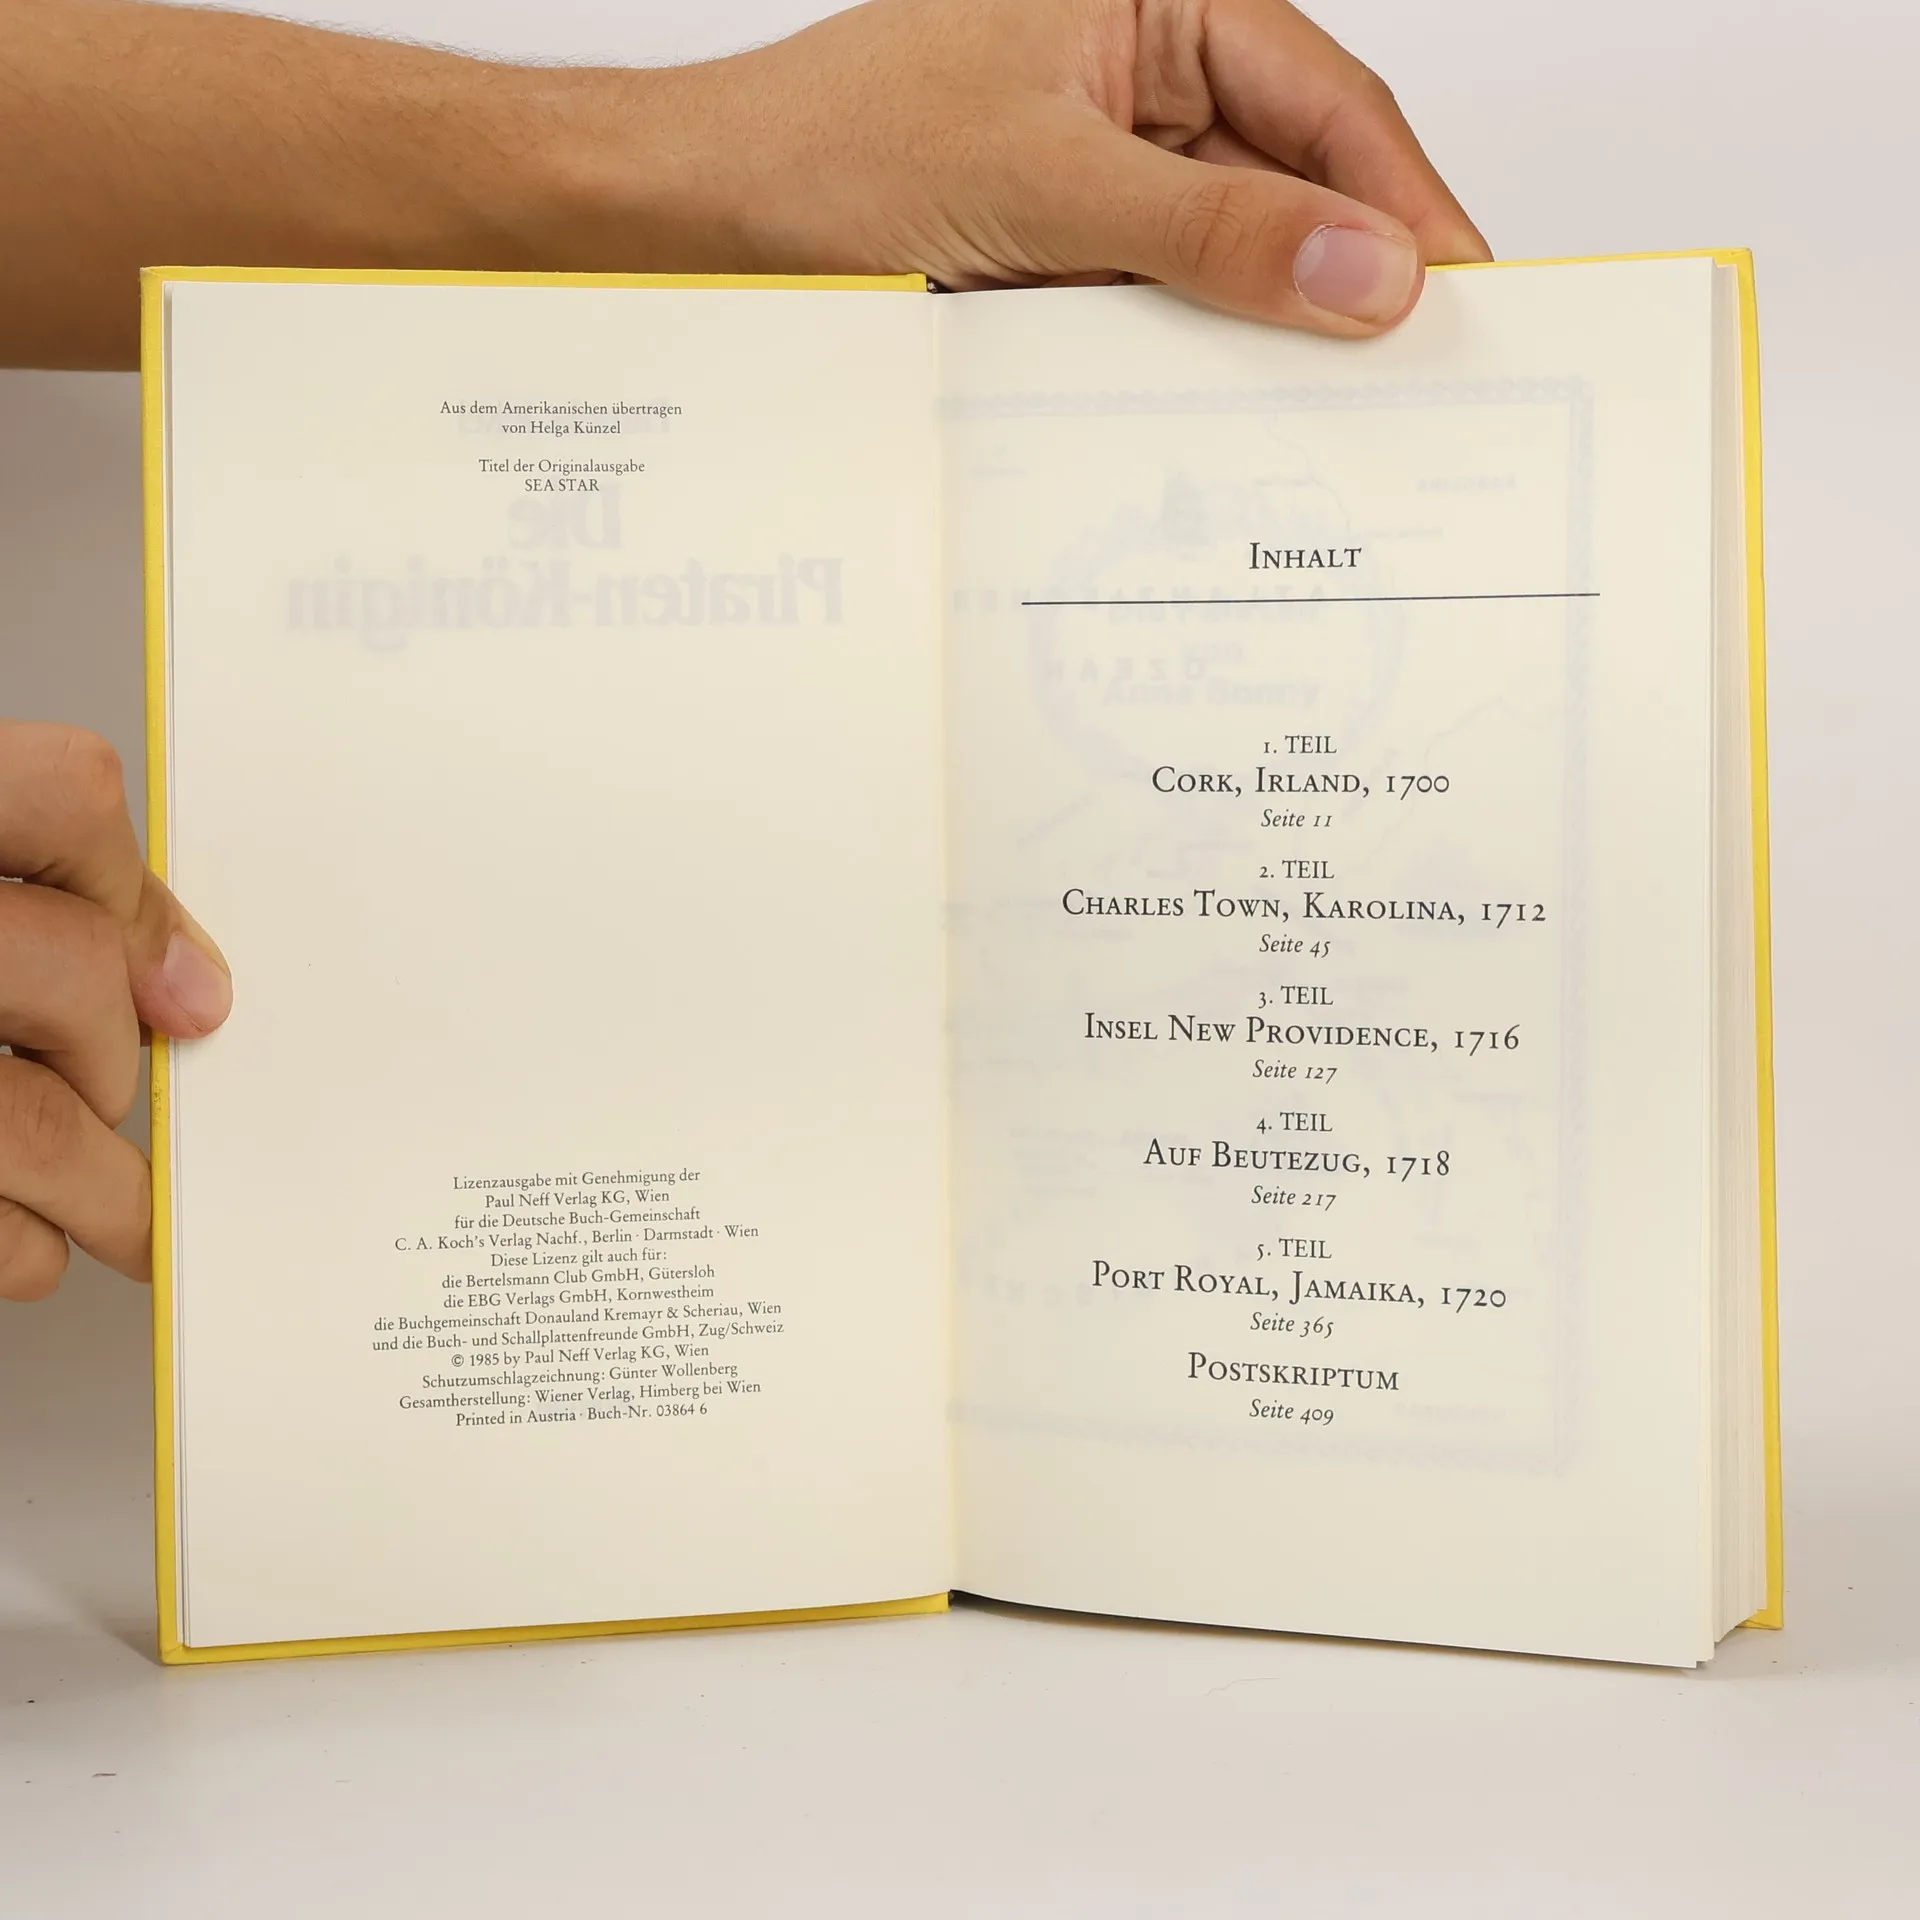 Aus dem Amerikanischen übertragen
von Helga Künzel
Titel der Originalausgabe
SEA STAR
Die
Piraten-Königin
Lizenzausgabe mit Genehmigung der
Paul Neff Verlag KG, Wien
für die Deutsche Buch-Gemeinschaft
C. A. Koch's Verlag Nachf., Berlin · Darmstadt · Wien
Diese Lizenz gilt auch für:
die Bertelsmann Club GmbH, Gütersloh
die EBG Verlags GmbH, Kornwestheim
die Buchgemeinschaft Donauland Kremayr & Scheriau, Wien
und die Buch- und Schallplattenfreunde GmbH, Zug/Schweiz
© 1985 by Paul Neff Verlag KG, Wien
Schutzumschlagzeichnung: Günter Wollenberg
Gesamtherstellung: Wiener Verlag, Himberg bei Wien
Printed in Austria · Buch-Nr. 03864 6
INHALT
1. TEIL
CORK, IRLAND, 1700
Seite 11
2. TEIL
CHARLES TOWN, KAROLINA, 1712
Seite 45
3. TEIL
INSEL NEW PROVIDENCE, 1716
Seite 127
4. TEIL
AUF BEUTEZUG, 1718
Seite 217
5. TEIL
PORT ROYAL, JAMAIKA, 1720
Seite 365
POSTSKRIPTUM
Seite 409